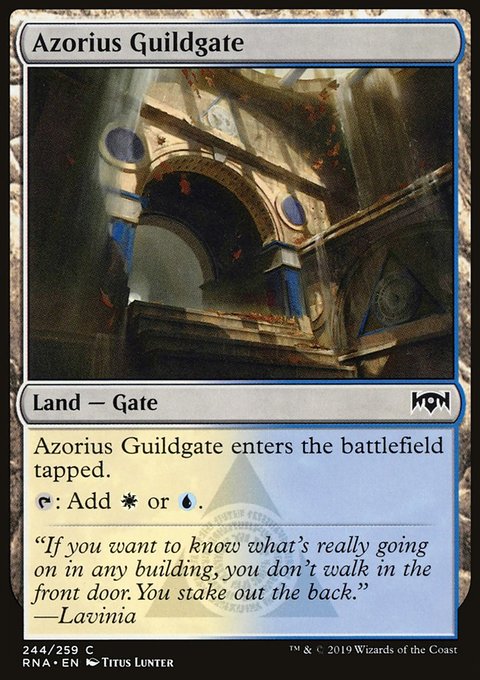 Azorius Guildgate
Land — Gate
Azorius Guildgate enters the battlefield
tapped.
: Add or .
“If you want to know what’s really going
on in any building, you don’t walk in the
front door. You stake out the back.”
—Lavinia
244/259 C
RNA • EN Titus Lunter
™ & © 2019 Wizards of the Coast